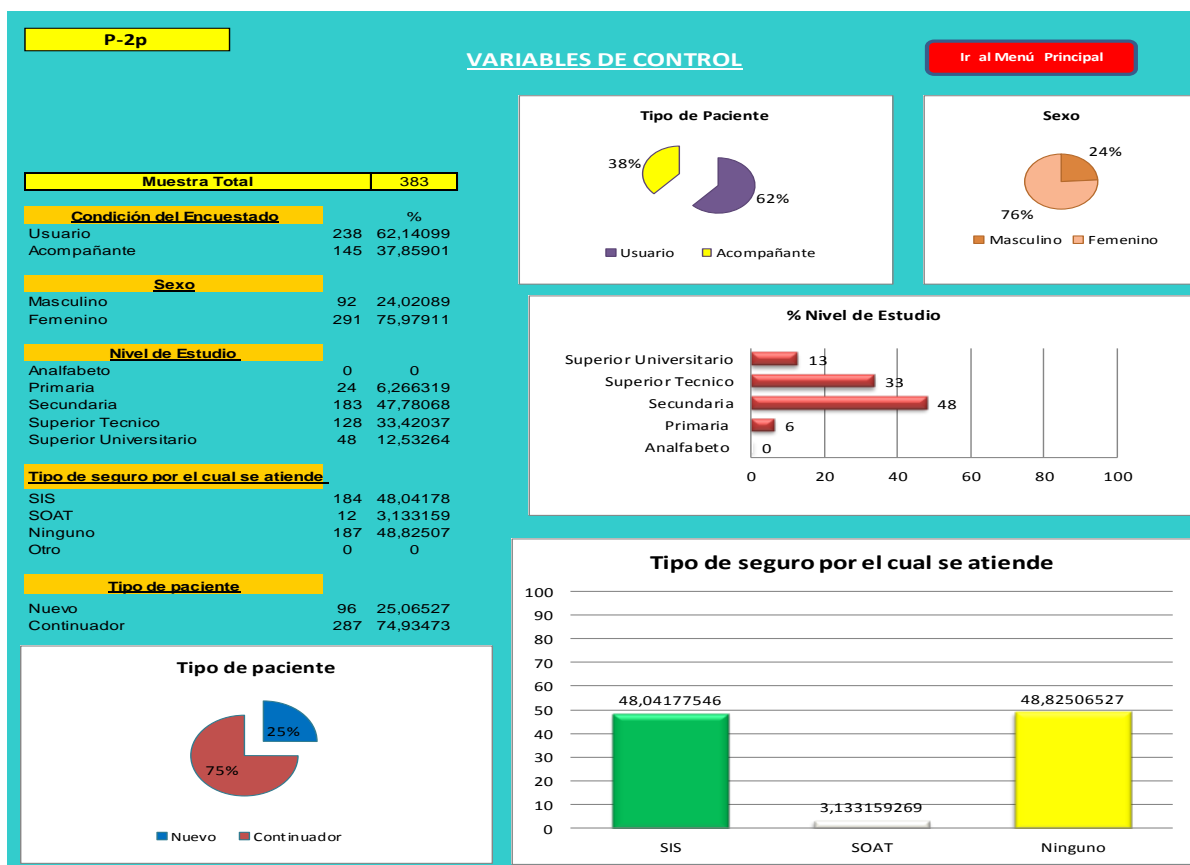 P-2p
VARIABLES DE CONTROL
Ir al Menú Principal
Muestra Total 383
Condición del Encuestado %
Usuario 238 62,14099
Acompañante 145 37,85901
Sexo
Masculino 92 24,02089
Femenino 291 75,97911
Nivel de Estudio
Analfabeto 0 0
Primaria 24 6,266319
Secundaria 183 47,78068
Superior Tecnico 128 33,42037
Superior Universitario 48 12,53264
Tipo de seguro por el cual se atiende
SIS 184 48,04178
SOAT 12 3,133159
Ninguno 187 48,82507
Otro 0 0
Tipo de paciente
Nuevo 96 25,06527
Continuador 287 74,93473
Tipo de Paciente
38%
62%
Usuario Acompañante
Sexo
24%
76%
Masculino Femenino
% Nivel de Estudio
Superior Universitario 13
Superior Tecnico 33
Secundaria 48
Primaria 6
Analfabeto 0
0 20 40 60 80 100
Tipo de paciente
25%
75%
Nuevo Continuador
Tipo de seguro por el cual se atiende
100
90
80
70
60
50
40
30
20
10
0
48,04177546 3,133159269 48,82506527
SIS SOAT Ninguno